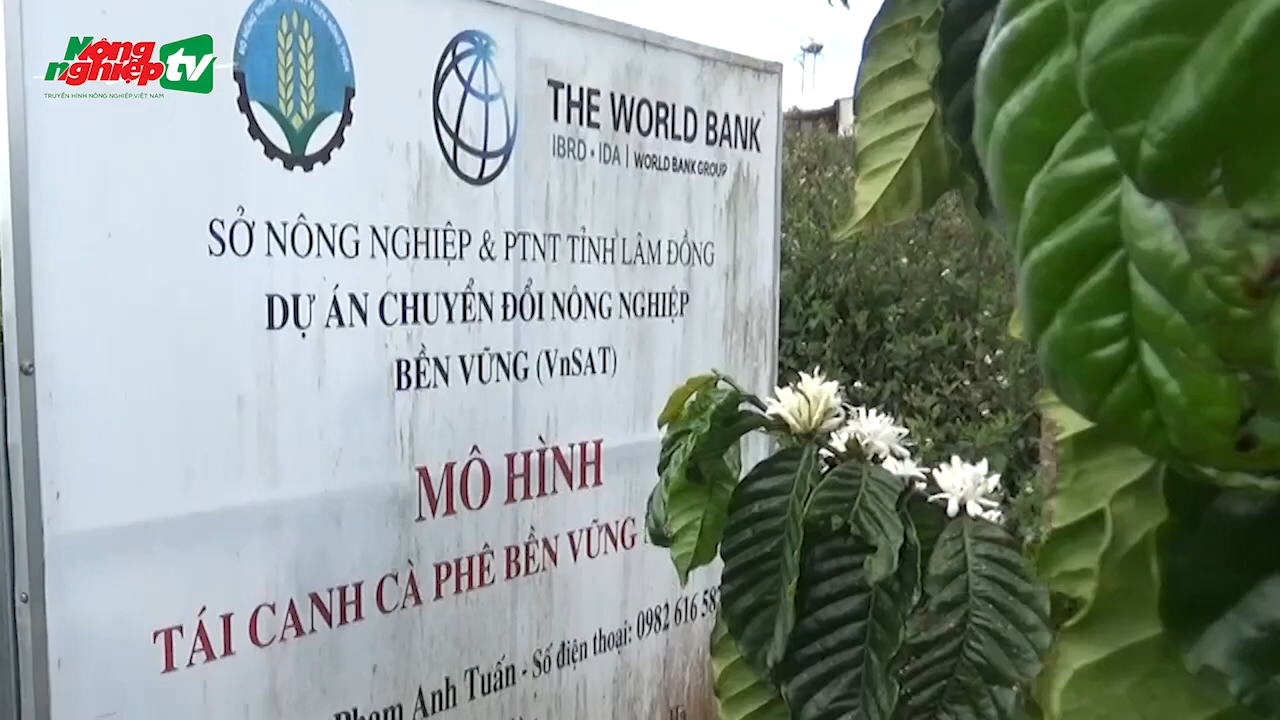 Nông nghiệp TV
TRUYỀN HÌNH NÔNG NGHIỆP VIỆT NAM
THE WORLD BANK
IBRD • IDA | WORLD BANK GROUP
SỞ NÔNG NGHIỆP & PTNT TỈNH LÂM ĐỒNG
DỰ ÁN CHUYỂN ĐỔI NÔNG NGHIỆP
BỀN VỮNG (VnSAT)
MÔ HÌNH
TÁI CANH CÀ PHÊ BỀN VỮNG
Phạm Anh Tuấn - Số điện thoại: 0982 616 587